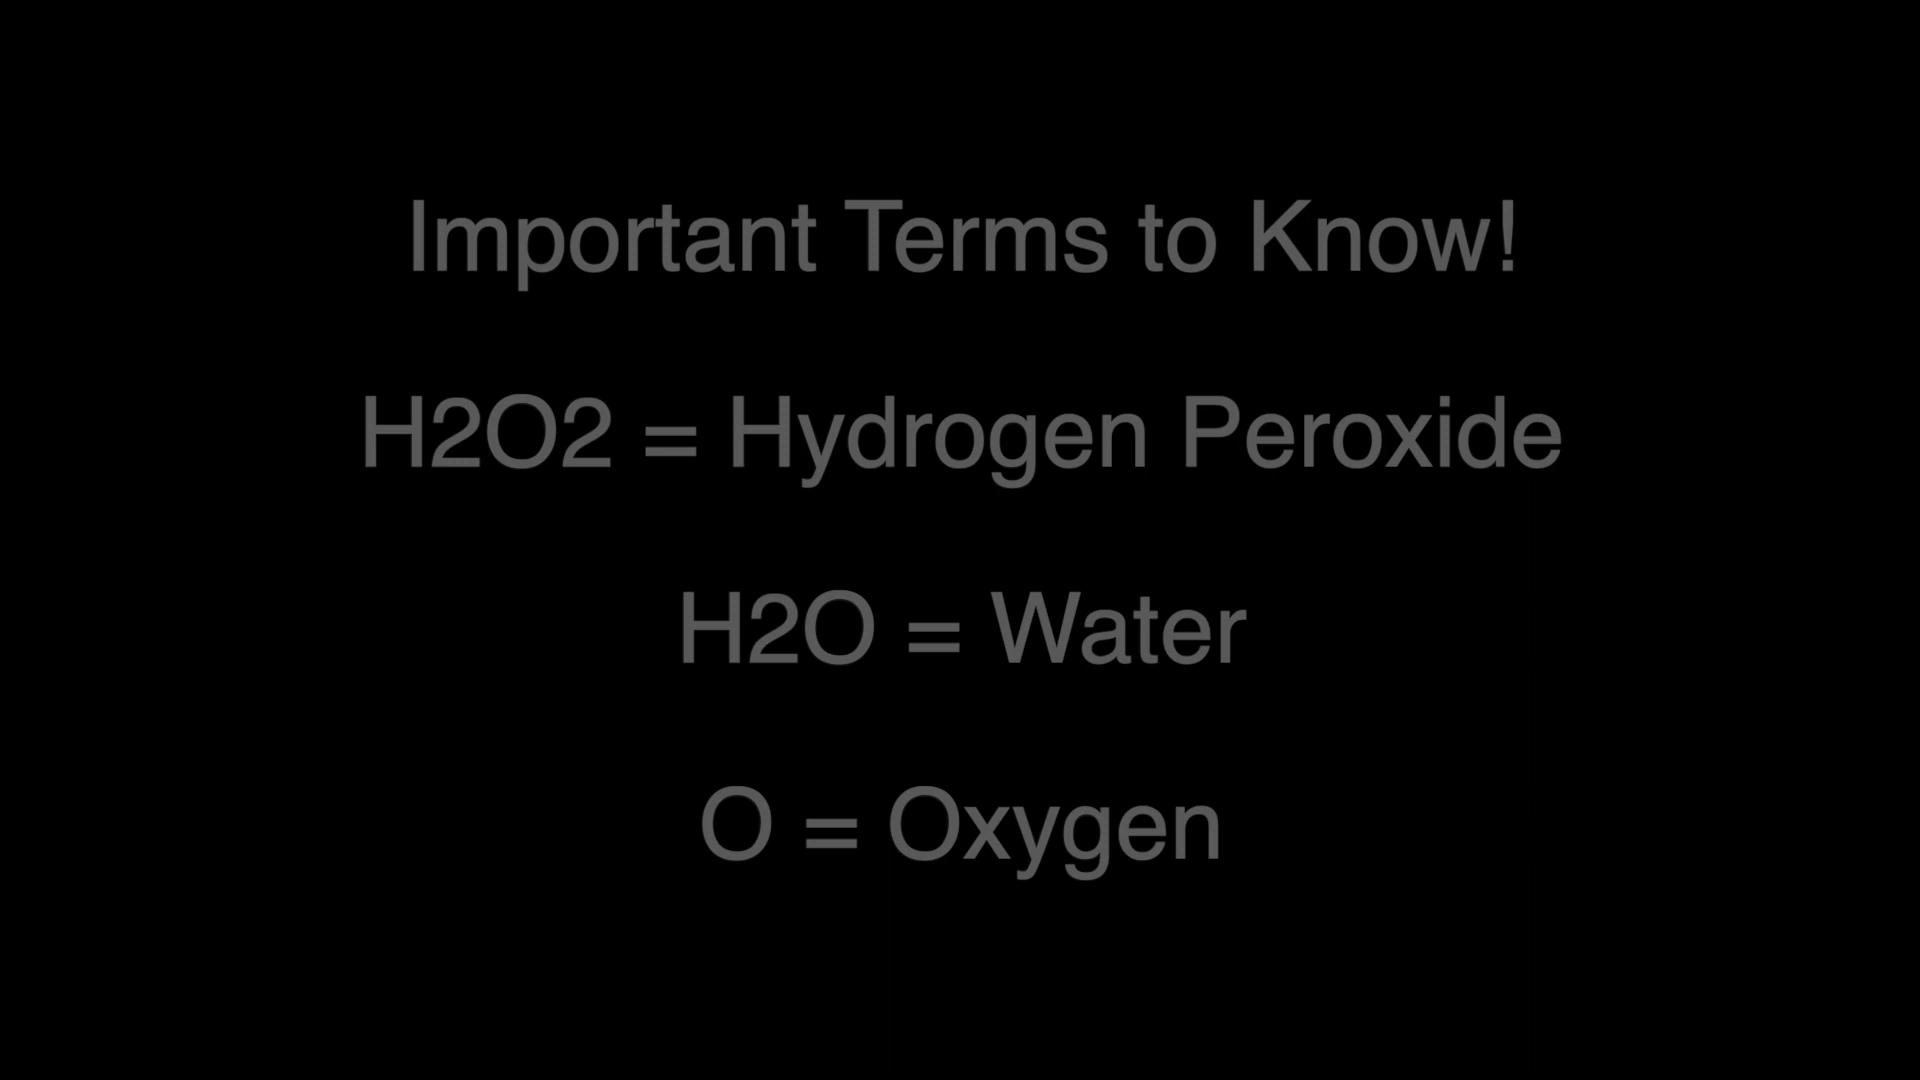 Important Terms to Know!
H2O2 = Hydrogen Peroxide
H2O = Water
O = Oxygen